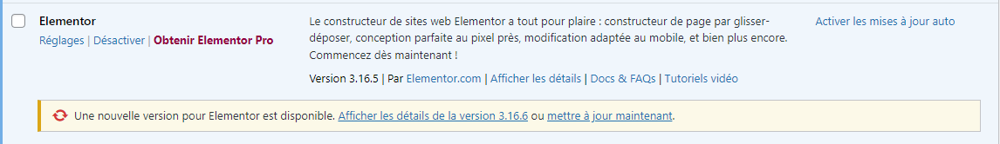 Elementor
Réglages | Désactiver | Obtenir Elementor Pro
Le constructeur de sites web Elementor a tout pour plaire : constructeur de page par glisser-
déposer, conception parfaite au pixel près, modification adaptée au mobile, et bien plus encore.
Commencez dès maintenant !
Version 3.16.5 | Par Elementor.com | Afficher les détails | Docs & FAQs | Tutoriels vidéo
Activer les mises à jour auto
Une nouvelle version pour Elementor est disponible. Afficher les détails de la version 3.16.6 ou mettre à jour maintenant.